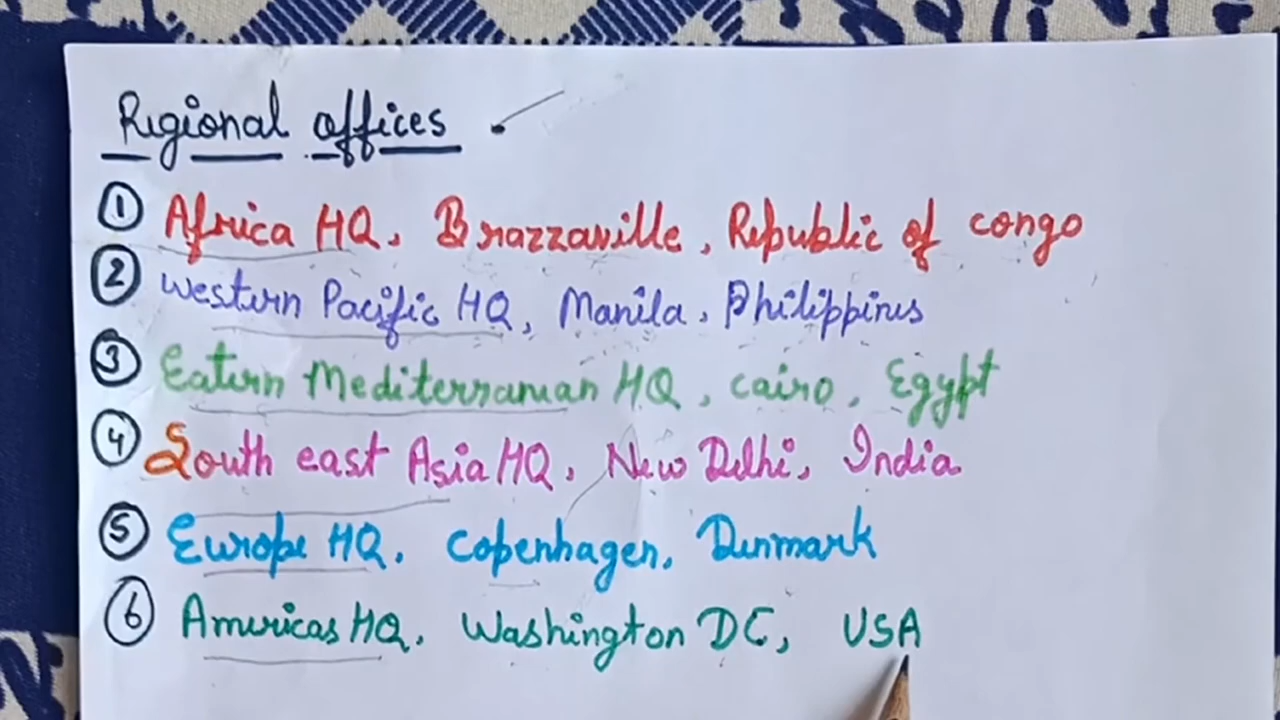 Regional offices
① Africa HQ, Brazzaville, Republic of congo
② Western Pacific HQ, Manila, Philippines
③ Eatern Mediterranean HQ, cairo, Egypt
④ South east Asia HQ, New Delhi, India
⑤ Europe HQ, Copenhagen, Denmark
⑥ Americas HQ, Washington DC, USA